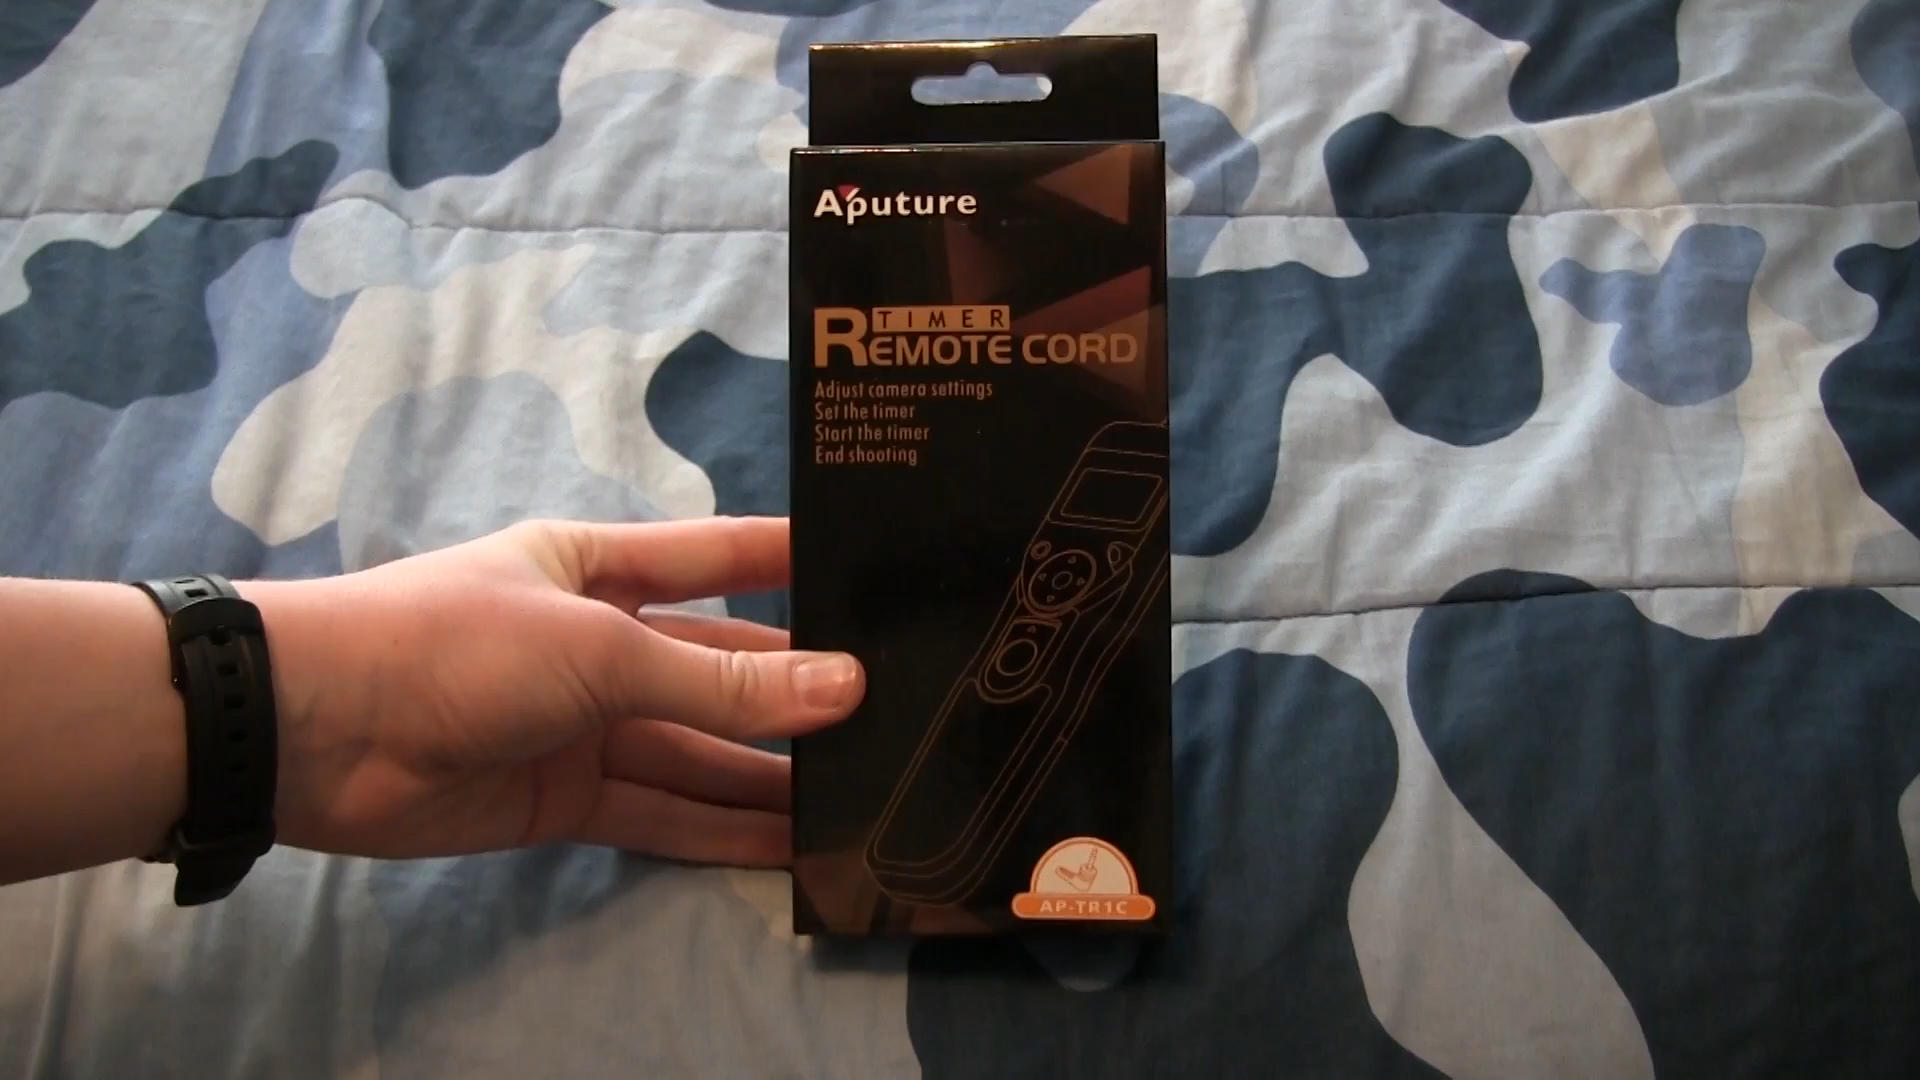 Aputure
TIMER
REMOTE CORD
Adjust camera settings
Set the timer
Start the timer
End shooting
AP-TR1C